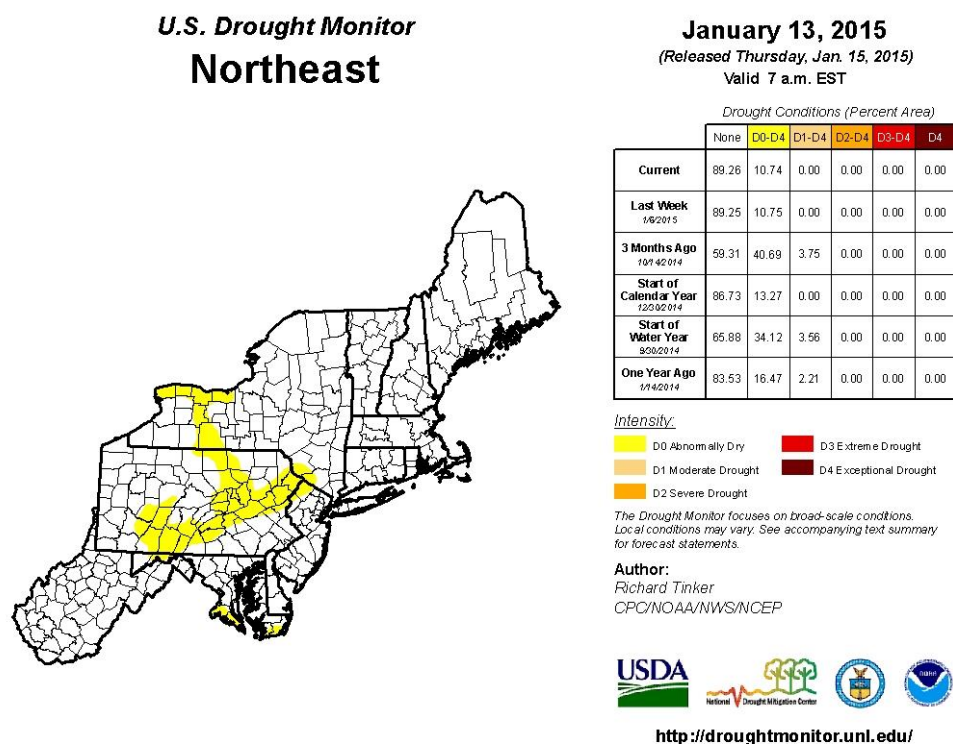 U.S. Drought Monitor
Northeast
January 13, 2015
(Released Thursday, Jan. 15, 2015)
Valid 7 a.m. EST
Drought Conditions (Percent Area)
None D0-D4 D1-D4 D2-D4 D3-D4 D4
Current 89.26 10.74 0.00 0.00 0.00 0.00
Last Week
1/6/2015
89.25 10.75 0.00 0.00 0.00 0.00
3 Months Ago
10/14/2014
59.31 40.69 3.75 0.00 0.00 0.00
Start of
Calendar Year
12/30/2014
86.73 13.27 0.00 0.00 0.00 0.00
Start of
Water Year
9/30/2014
65.88 34.12 3.56 0.00 0.00 0.00
One Year Ago
1/14/2014
83.53 16.47 2.21 0.00 0.00 0.00
Intensity:
D0 Abnormally Dry
D1 Moderate Drought
D2 Severe Drought
D3 Extreme Drought
D4 Exceptional Drought
The Drought Monitor focuses on broad-scale conditions.
Local conditions may vary. See accompanying text summary
for forecast statements.
Author:
Richard Tinker
CPC/NOAA/NWS/NCEP
USDA
National Drought Mitigation Center
NOAA
http://droughtmonitor.unl.edu/